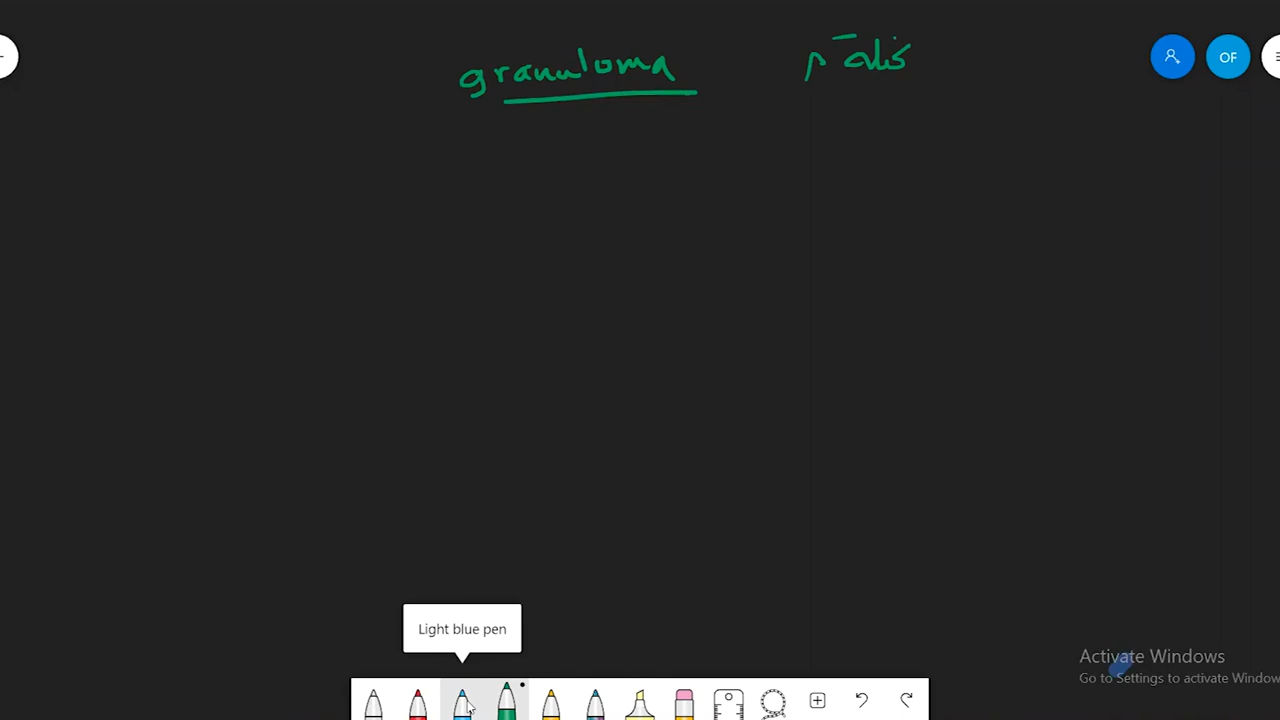 granuloma
OF
Light blue pen
Activate Windows
Go to Settings to activate Window